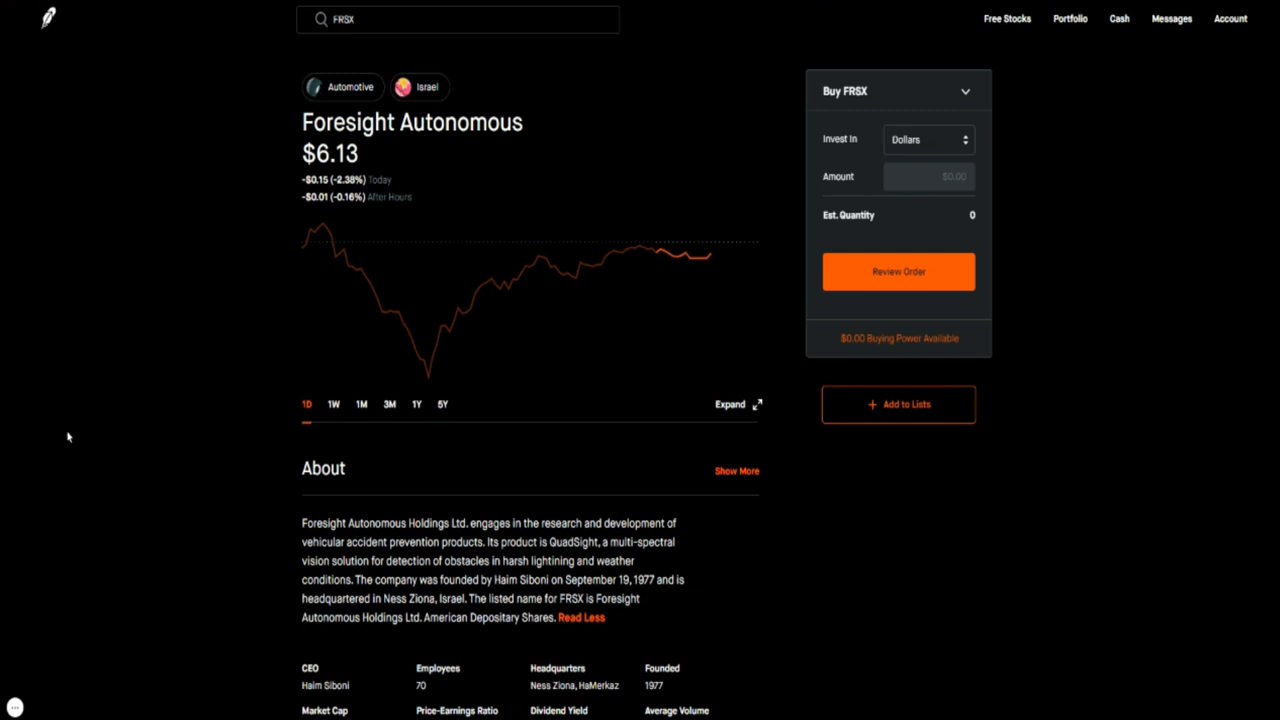 FRSX
Free Stocks Portfolio Cash Messages Account
Automotive Israel
Foresight Autonomous
$6.13
-$0.15 (-2.38%) Today
-$0.01 (-0.16%) After Hours
1D 1W 1M 3M 1Y 5Y
Expand
Buy FRSX
Invest In Dollars
Amount $0.00
Est. Quantity 0
Review Order
$0.00 Buying Power Available
+ Add to Lists
About Show More
Foresight Autonomous Holdings Ltd. engages in the research and development of
vehicular accident prevention products. Its product is QuadSight, a multi-spectral
vision solution for detection of obstacles in harsh lightining and weather
conditions. The company was founded by Haim Siboni on September 19, 1977 and is
headquartered in Ness Ziona, Israel. The listed name for FRSX is Foresight
Autonomous Holdings Ltd. American Depositary Shares. Read Less
CEO Employees Headquarters Founded
Haim Siboni 70 Ness Ziona, HaMerkaz 1977
Market Cap Price-Earnings Ratio Dividend Yield Average Volume